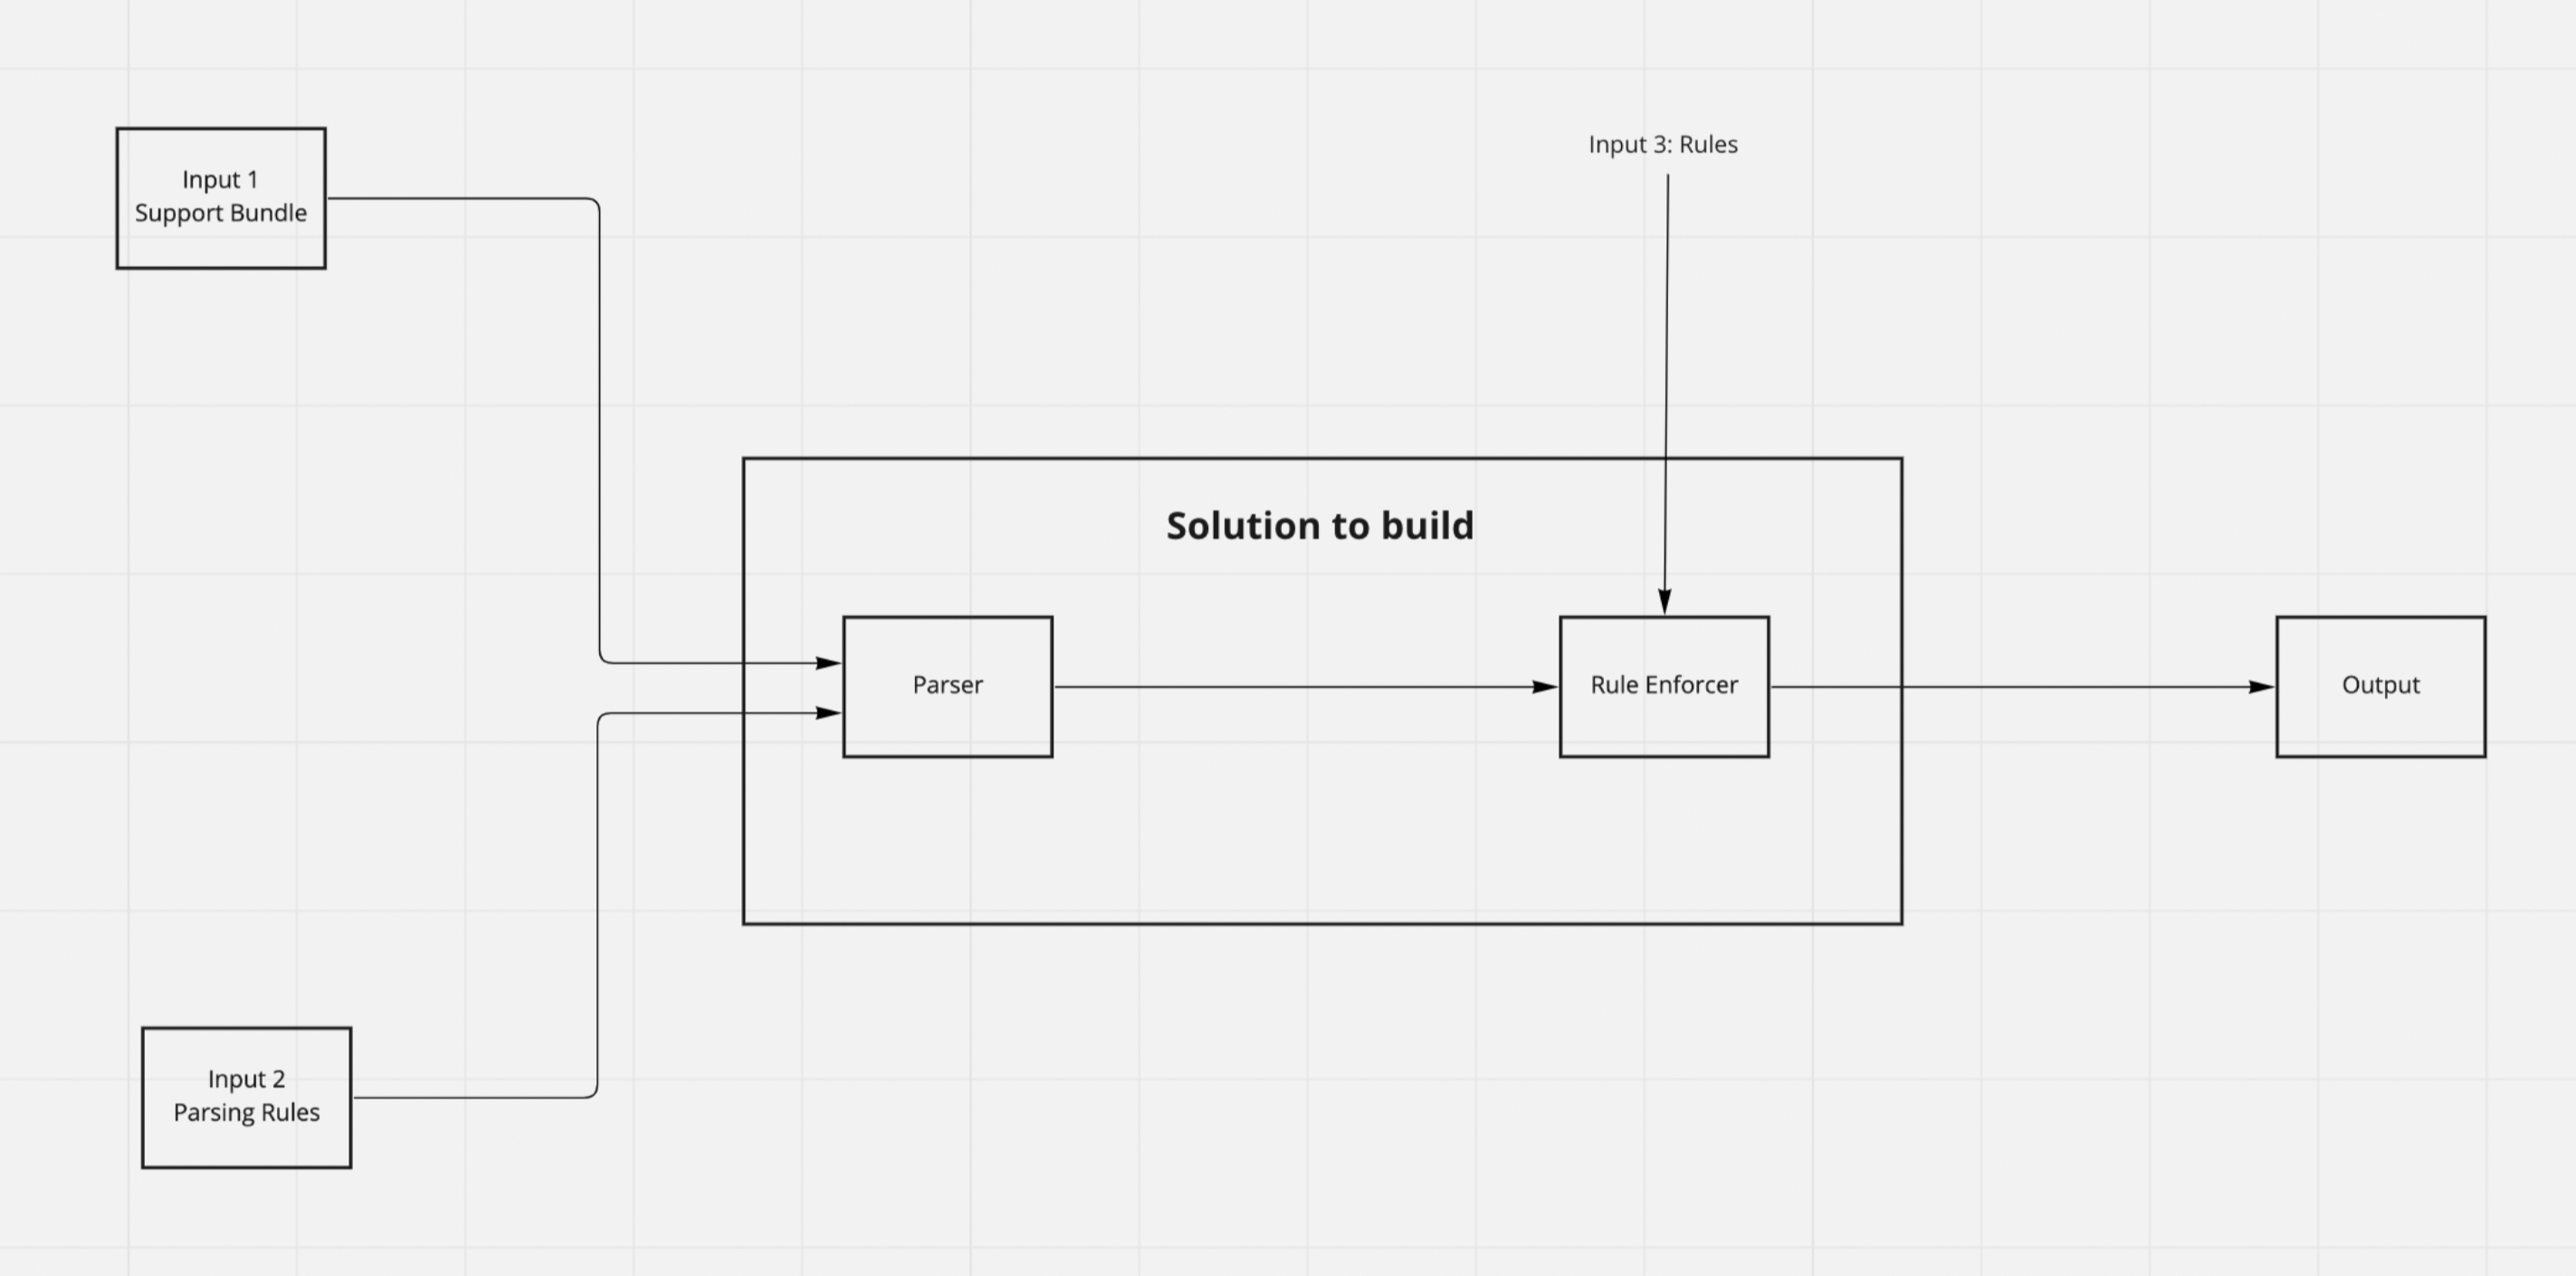 Input 1
Support Bundle
Input 3: Rules
Solution to build
Parser
Rule Enforcer
Output
Input 2
Parsing Rules